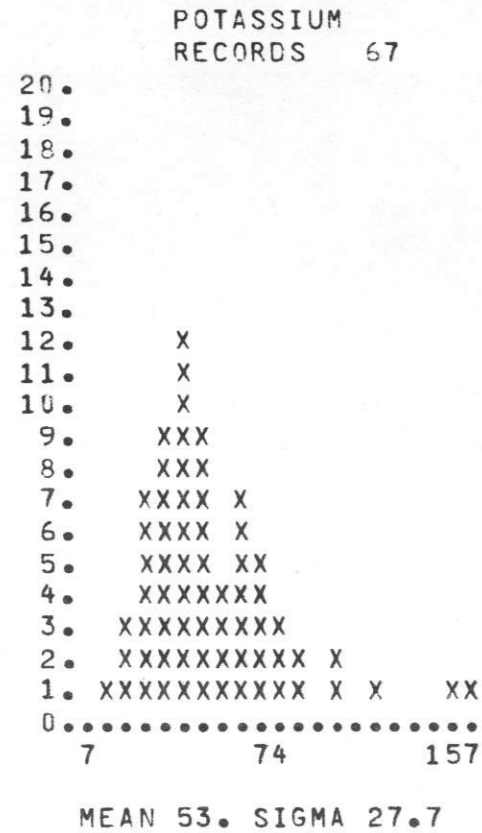 POTASSIUM
RECORDS 67
20.
19.
18.
17.
16.
15.
14.
13.
12. X
11. X
10. X
9. XXX
8. XXX
7. XXXX X
6. XXXX X
5. XXXX XX
4. XXXXXXX
3. XXXXXXXXX
2. XXXXXXXXXX X
1. XXXXXXXXXXX X X XX
0......................
7 74 157
MEAN 53. SIGMA 27.7